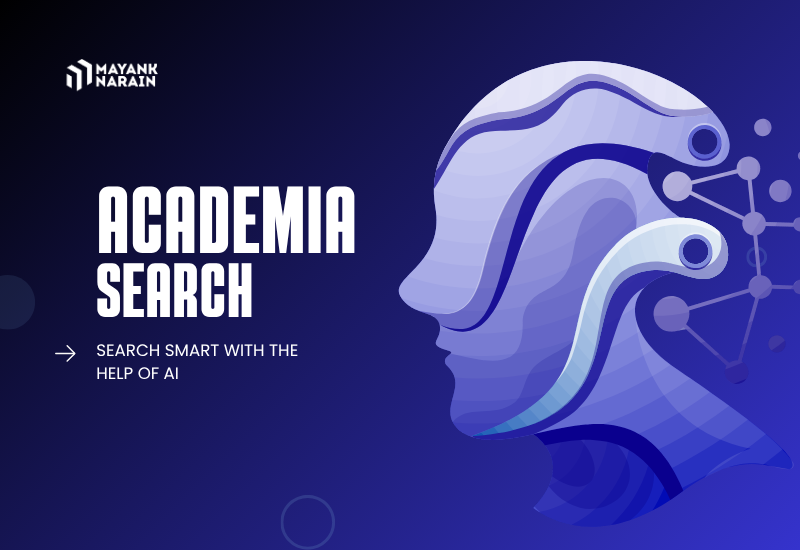 MAYANK
NARAIN
ACADEMIA
SEARCH
SEARCH SMART WITH THE
HELP OF AI